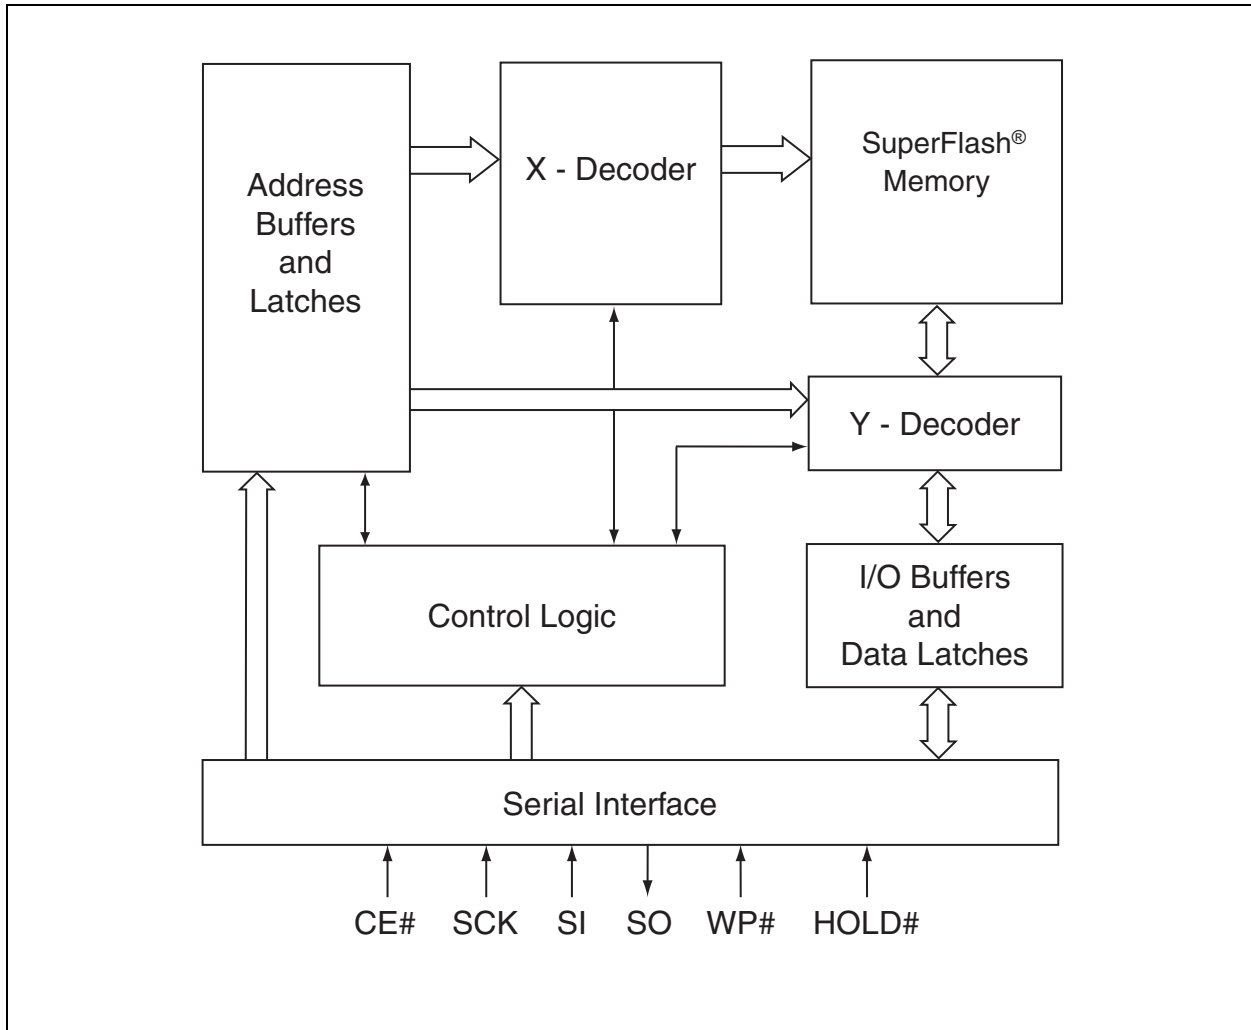 Address
Buffers
and
Latches
X - Decoder
SuperFlash®
Memory
Y - Decoder
Control Logic
I/O Buffers
and
Data Latches
Serial Interface
CE# SCK SI SO WP# HOLD#